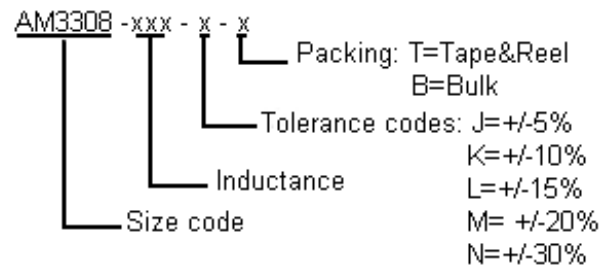 AM3308 -xxx - x - x
Packing: T=Tape&Reel
B=Bulk
Tolerance codes: J=+/-5%
K=+/-10%
Inductance
L=+/-15%
Size code
M= +/-20%
N=+/-30%